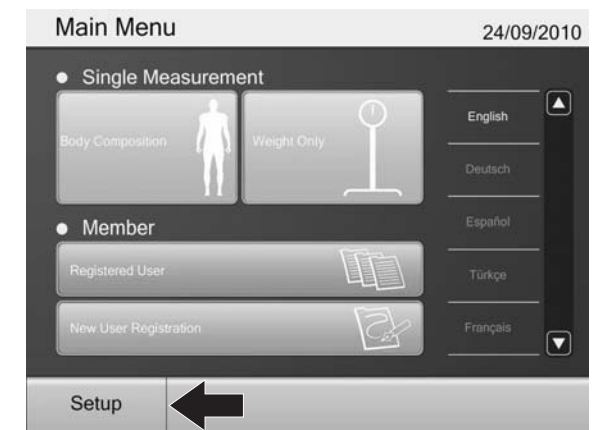 Main Menu
24/09/2010
Single Measurement
Body Composition
Weight Only
Member
Registered User
New User Registration
English
Deutsch
Español
Türkçe
Français
Setup